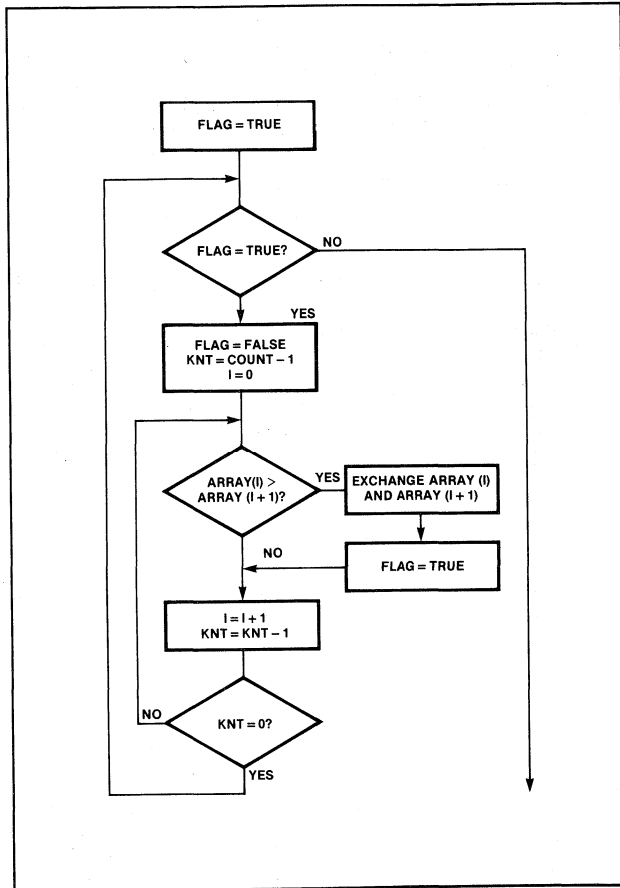 FLAG = TRUE
FLAG = TRUE?
NO
YES
FLAG = FALSE
KNT = COUNT - 1
I = 0
ARRAY(I) >
ARRAY (I + 1)?
YES
EXCHANGE ARRAY (I)
AND ARRAY (I + 1)
NO
FLAG = TRUE
I = I + 1
KNT = KNT - 1
NO
KNT = 0?
YES